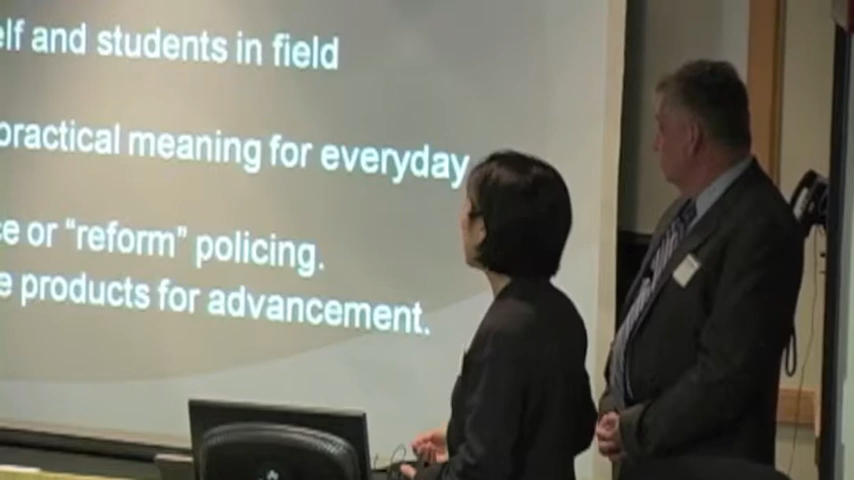 elf and students in field
practical meaning for everyday
ce or “reform” policing.
e products for advancement.